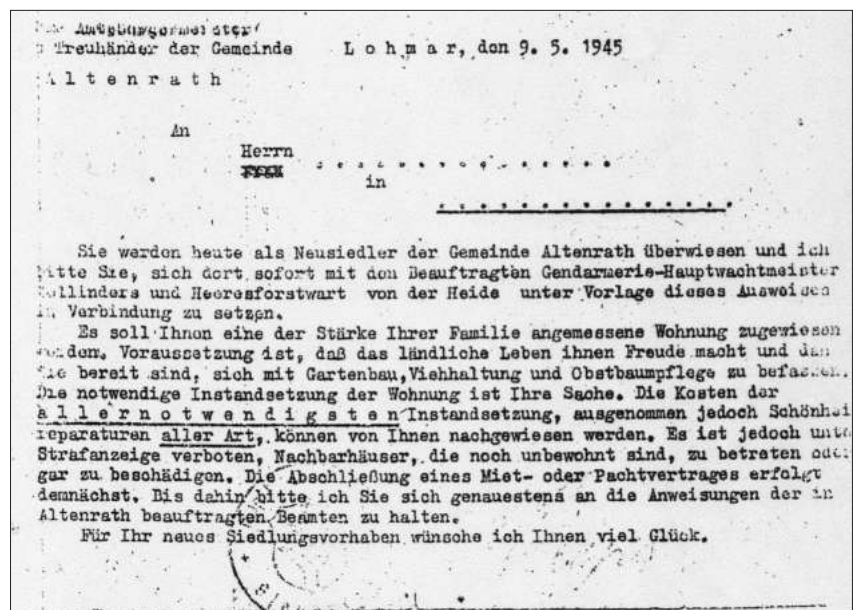 Amtsbürgermeister
Treuhänder der Gemeinde L o h m a r, den 9. 5. 1945
A l t e n r a t h
An
Herrn
Frau . . . . . . . . . . . . . . .
in
. . . . . . . . . . . . . . .
Sie werden heute als Neusiedler der Gemeinde Altenrath überwiesen und ich
bitte Sie, sich dort sofort mit den Beauftragten Gendarmerie-Hauptwachtmeister
und Heeresforstwart von der Heide unter Vorlage dieses Ausweises
in Verbindung zu setzen.
Es soll Ihnen eine der Stärke Ihrer Familie angemessene Wohnung zugewiesen
werden. Voraussetzung ist, daß das ländliche Leben ihnen Freude macht und
Sie bereit sind, sich mit Gartenbau, Viehhaltung und Obstbaumpflege zu befassen.
Die notwendige Instandsetzung der Wohnung ist Ihre Sache. Die Kosten der
a l l e r n o t w e n d i g s t e n Instandsetzung, ausgenommen jedoch Schönhei
reparaturen aller Art, können von Ihnen nachgewiesen werden. Es ist jedoch unte
Strafanzeige verboten, Nachbarhäuser, die noch unbewohnt sind, zu betreten oder
gar zu beschädigen. Die Abschließung eines Miet- oder Pachtvertrages erfolgt
demnächst. Bis dahin bitte ich Sie sich genauestens an die Anweisungen der in
Altenrath beauftragten Beamten zu halten.
Für Ihr neues Siedlungsvorhaben wünsche ich Ihnen viel Glück.